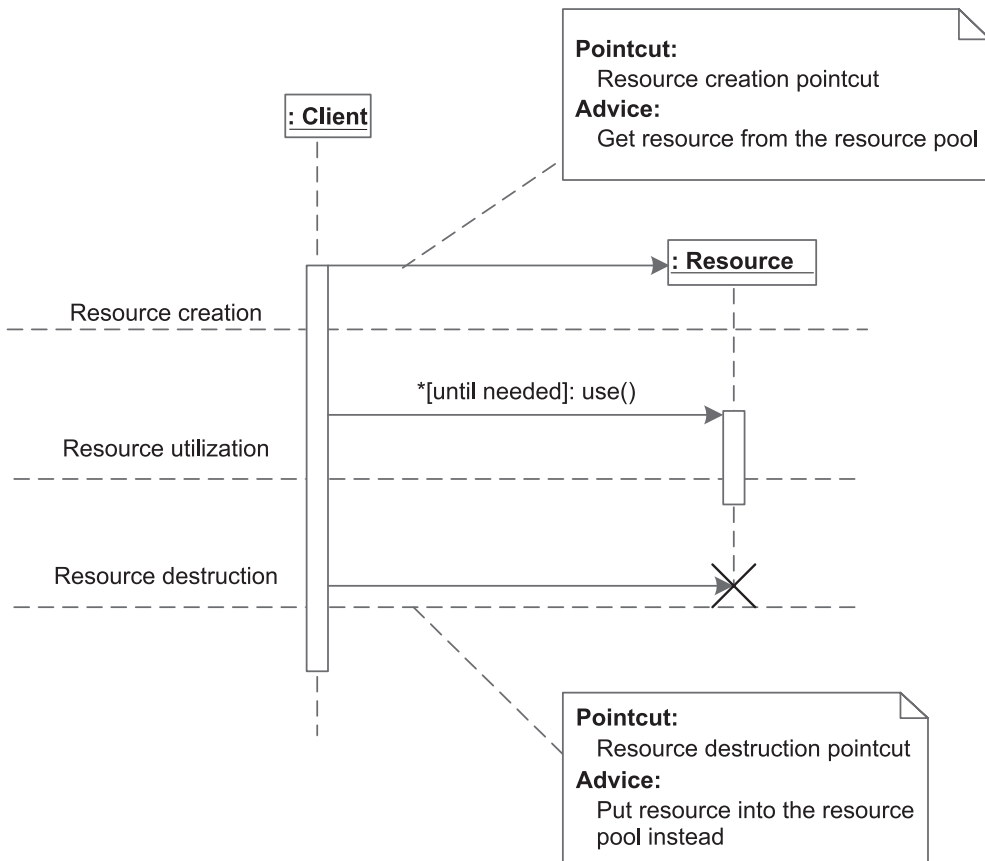 Pointcut:
Resource creation pointcut
Advice:
Get resource from the resource pool
: Client
: Resource
Resource creation
*[until needed]: use()
Resource utilization
Resource destruction
Pointcut:
Resource destruction pointcut
Advice:
Put resource into the resource
pool instead